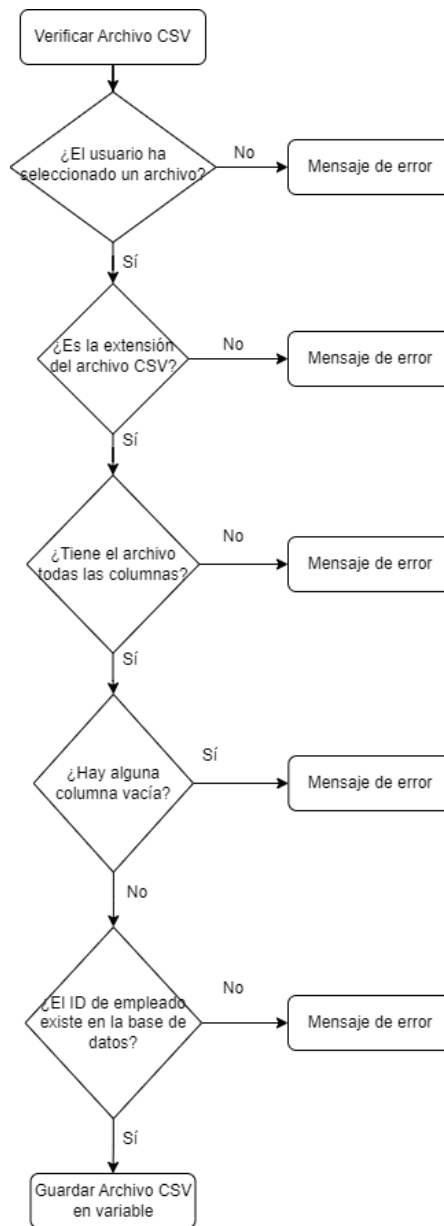 Verificar Archivo CSV
¿El usuario ha
seleccionado un archivo?
No
Mensaje de error
Sí
¿Es la extensión
del archivo CSV?
No
Mensaje de error
Sí
¿Tiene el archivo
todas las columnas?
No
Mensaje de error
Sí
¿Hay alguna
columna vacía?
Sí
Mensaje de error
No
¿El ID de empleado
existe en la base de
datos?
No
Mensaje de error
Sí
Guardar Archivo CSV
en variable